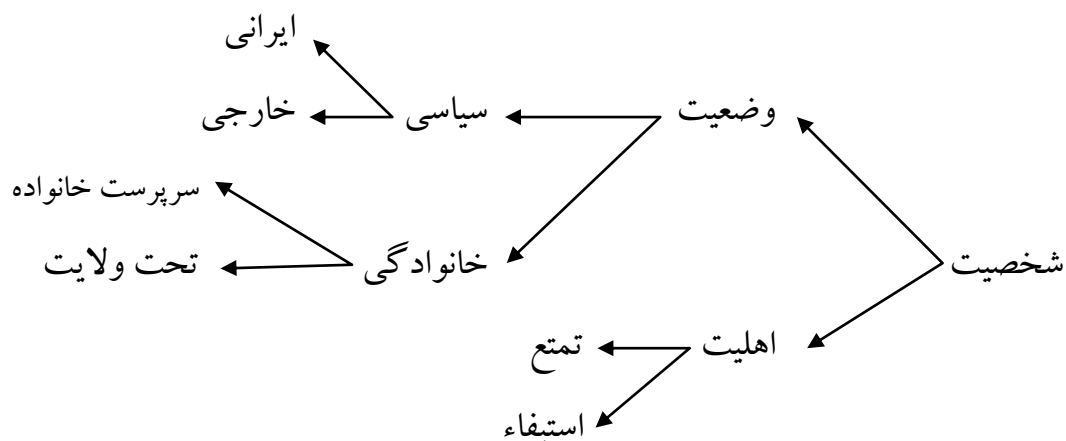 ایرانی
وضعیت سیاسی خارجی
سرپرست خانواده
شخصیت خانوادگی تحت ولایت
اهلیت تمتع
استیفاء